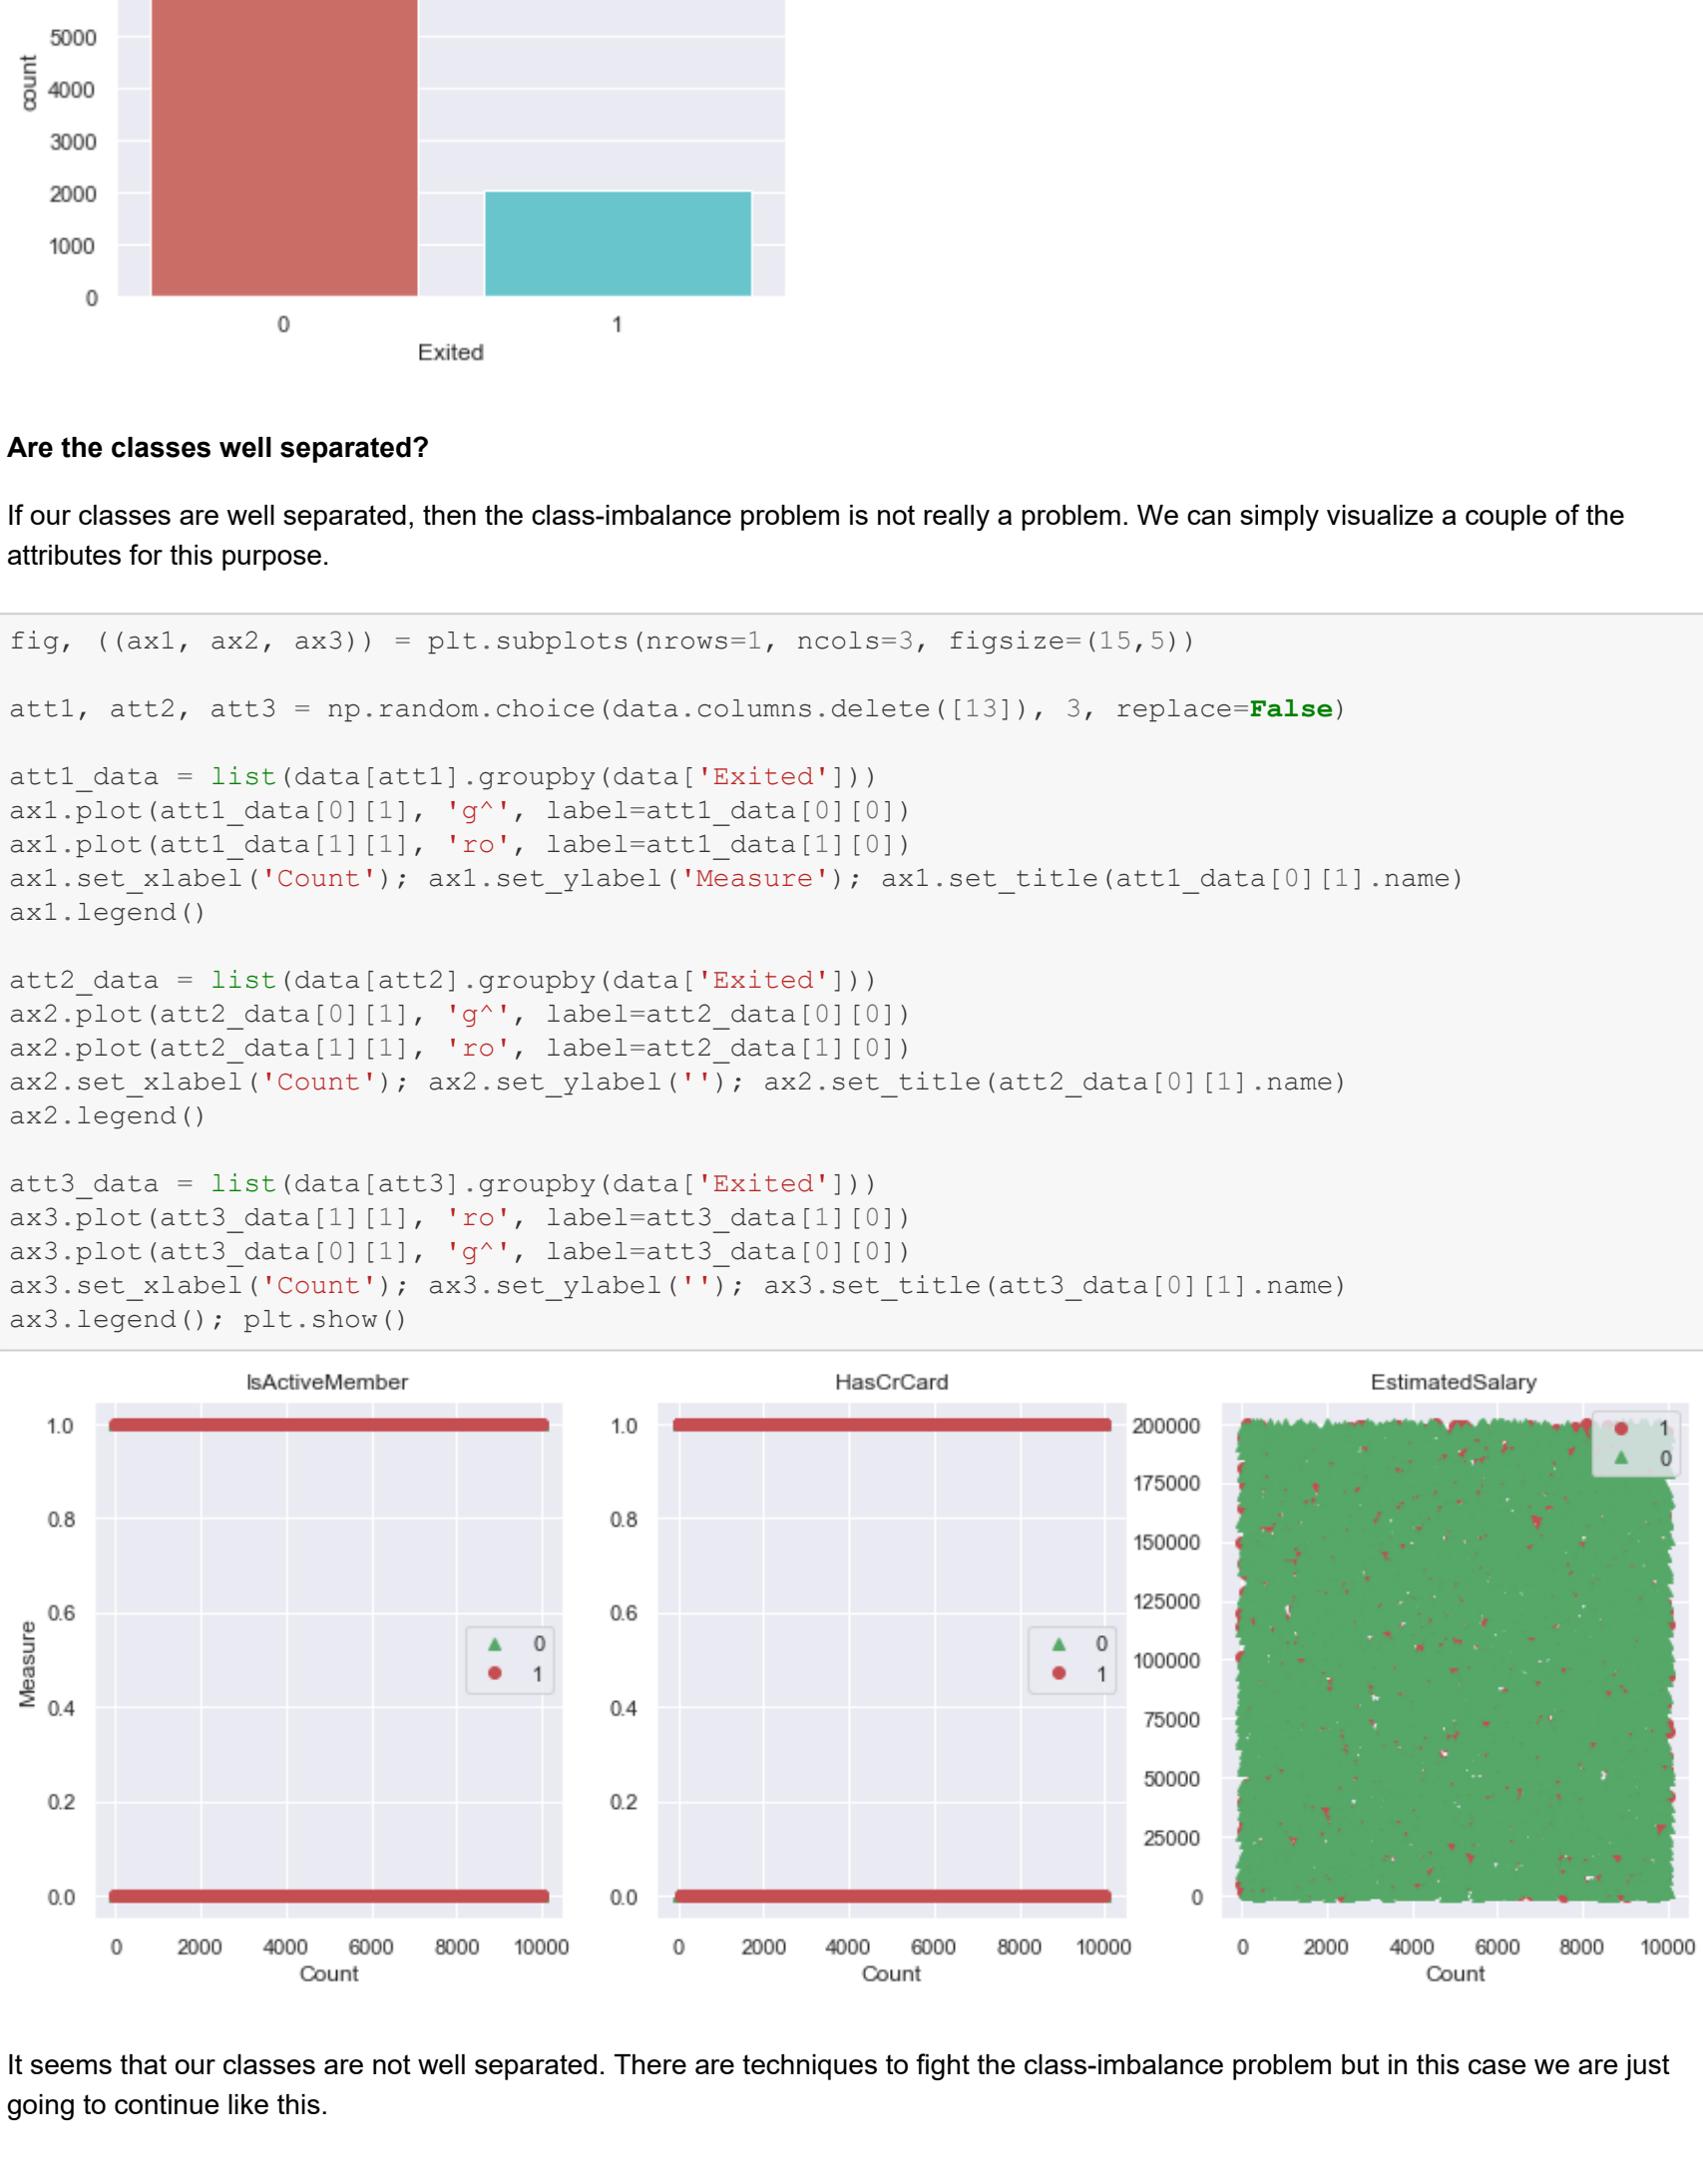 5000
4000
3000
2000
1000
0
count
0 1
Exited
Are the classes well separated?
If our classes are well separated, then the class-imbalance problem is not really a problem. We can simply visualize a couple of the
attributes for this purpose.
fig, ((ax1, ax2, ax3)) = plt.subplots(nrows=1, ncols=3, figsize=(15,5))
att1, att2, att3 = np.random.choice(data.columns.delete([13]), 3, replace=False)
att1_data = list(data[att1].groupby(data['Exited']))
ax1.plot(att1_data[0][1], 'g^', label=att1_data[0][0])
ax1.plot(att1_data[1][1], 'ro', label=att1_data[1][0])
ax1.set_xlabel('Count'); ax1.set_ylabel('Measure'); ax1.set_title(att1_data[0][1].name)
ax1.legend()
att2_data = list(data[att2].groupby(data['Exited']))
ax2.plot(att2_data[0][1], 'g^', label=att2_data[0][0])
ax2.plot(att2_data[1][1], 'ro', label=att2_data[1][0])
ax2.set_xlabel('Count'); ax2.set_ylabel(''); ax2.set_title(att2_data[0][1].name)
ax2.legend()
att3_data = list(data[att3].groupby(data['Exited']))
ax3.plot(att3_data[1][1], 'ro', label=att3_data[1][0])
ax3.plot(att3_data[0][1], 'g^', label=att3_data[0][0])
ax3.set_xlabel('Count'); ax3.set_ylabel(''); ax3.set_title(att3_data[0][1].name)
ax3.legend(); plt.show()
IsActiveMember
1.0
0.8
0.6
0.4
0.2
0.0
Measure
0
1
0 2000 4000 6000 8000 10000
Count
HasCrCard
1.0
0.8
0.6
0.4
0.2
0.0
0
1
0 2000 4000 6000 8000 10000
Count
EstimatedSalary
200000
175000
150000
125000
100000
75000
50000
25000
0
1
0
0 2000 4000 6000 8000 10000
Count
It seems that our classes are not well separated. There are techniques to fight the class-imbalance problem but in this case we are just
going to continue like this.